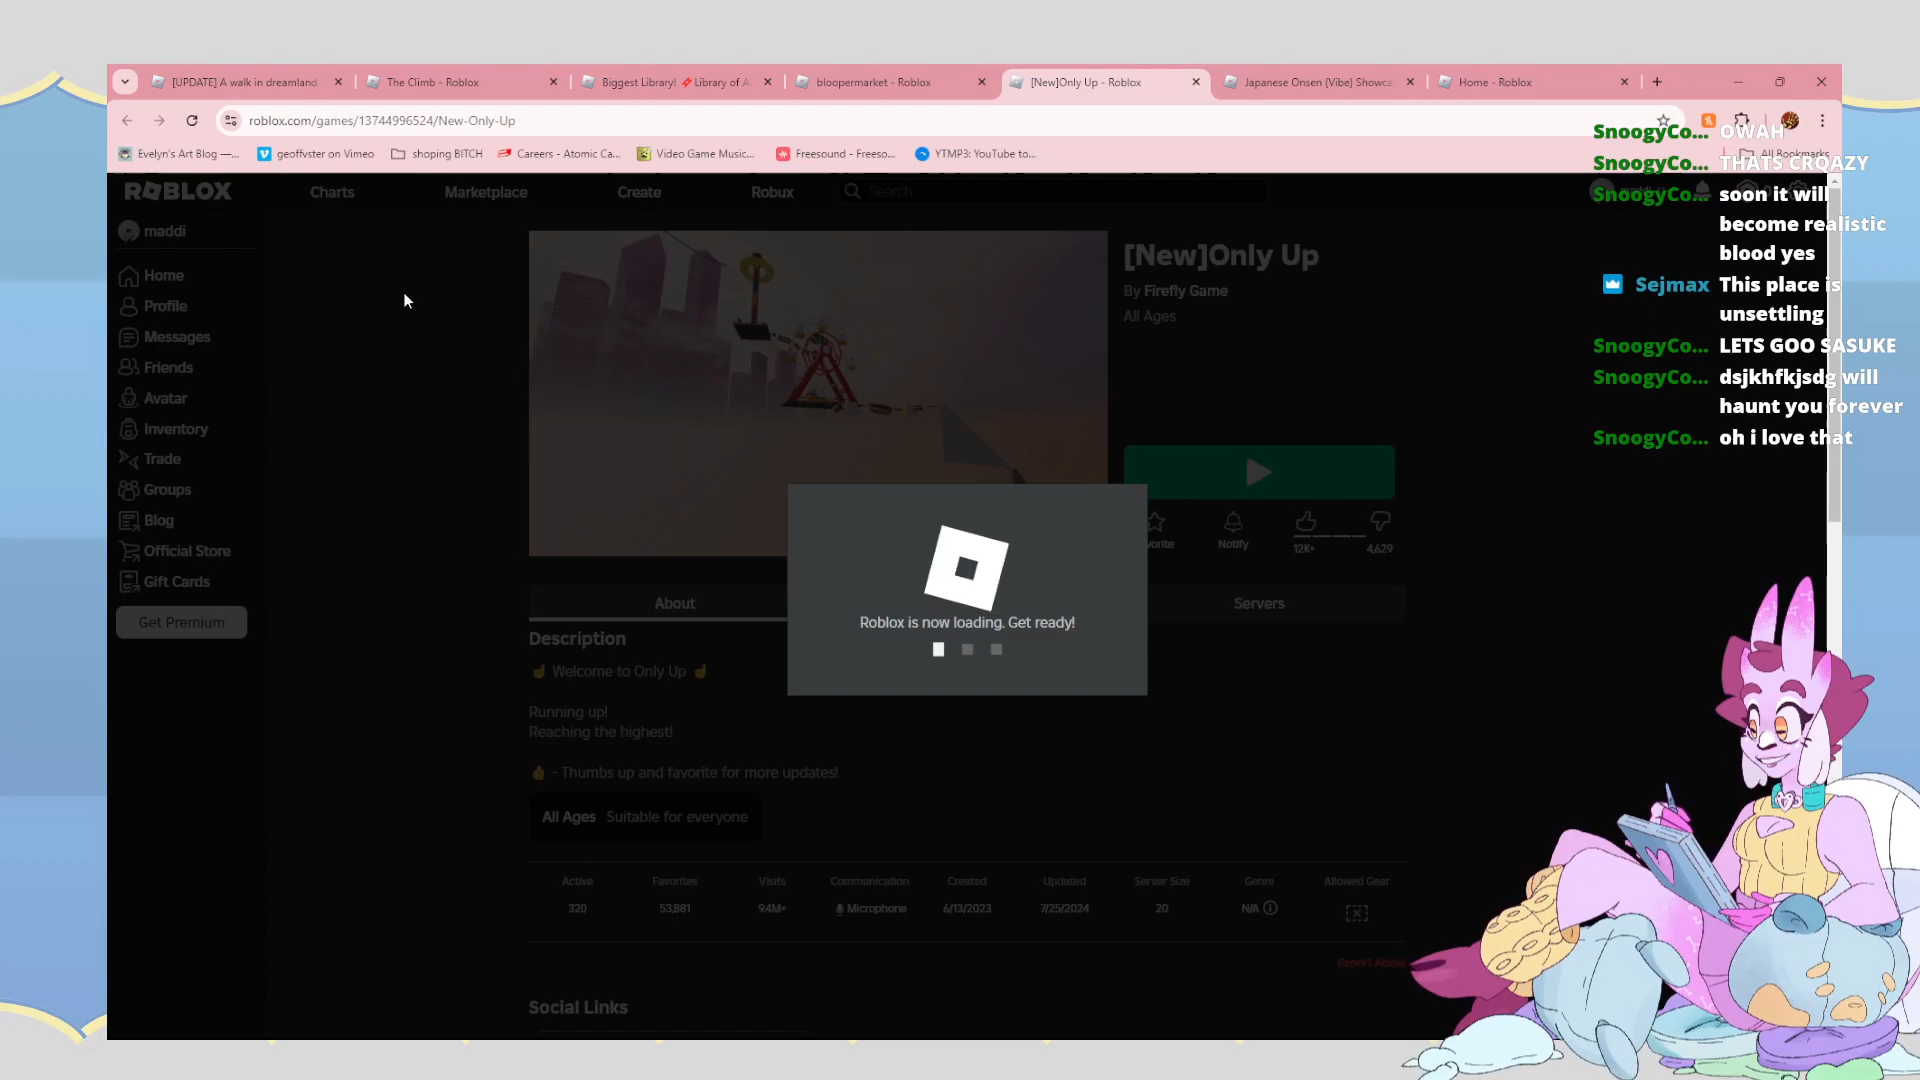 [UPDATE] A walk in dreamland
The Climb - Roblox
Biggest Library! 🚀Library of A
bloopermarket - Roblox
[New]Only Up - Roblox
Japanese Onsen {Vibe} Showca
Home - Roblox
roblox.com/games/13744996524/New-Only-Up
Evelyn's Art Blog —...
geoffvster on Vimeo
shoping BITCH
Careers - Atomic Ca...
Video Game Music...
Freesound - Freeso...
YTMP3: YouTube to...
All Bookmarks
SnoogyCo... OWAH
SnoogyCo... THATS CRQAZY
SnoogyCo... soon it will
become realistic
blood yes
Sejmax This place is
unsettling
SnoogyCo... LETS GOO SASUKE
SnoogyCo... dsjkhfkjsdg will
haunt you forever
SnoogyCo... oh i love that
ROBLOX
Charts
Marketplace
Create
Robux
Search
maddi
Home
Profile
Messages
Friends
Avatar
Inventory
Trade
Groups
Blog
Official Store
Gift Cards
Get Premium
[New]Only Up
By Firefly Game
All Ages
Notify
12K+
4,629
Roblox is now loading. Get ready!
About
Servers
Description
☝ Welcome to Only Up ☝
Running up!
Reaching the highest!
👍 - Thumbs up and favorite for more updates!
All Ages Suitable for everyone
Active Favorites Visits Communication Created Updated Server Size Genre Allowed Gear
320 53,881 9.4M+ Microphone 6/13/2023 7/25/2024 20 N/A
Report Abuse
Social Links